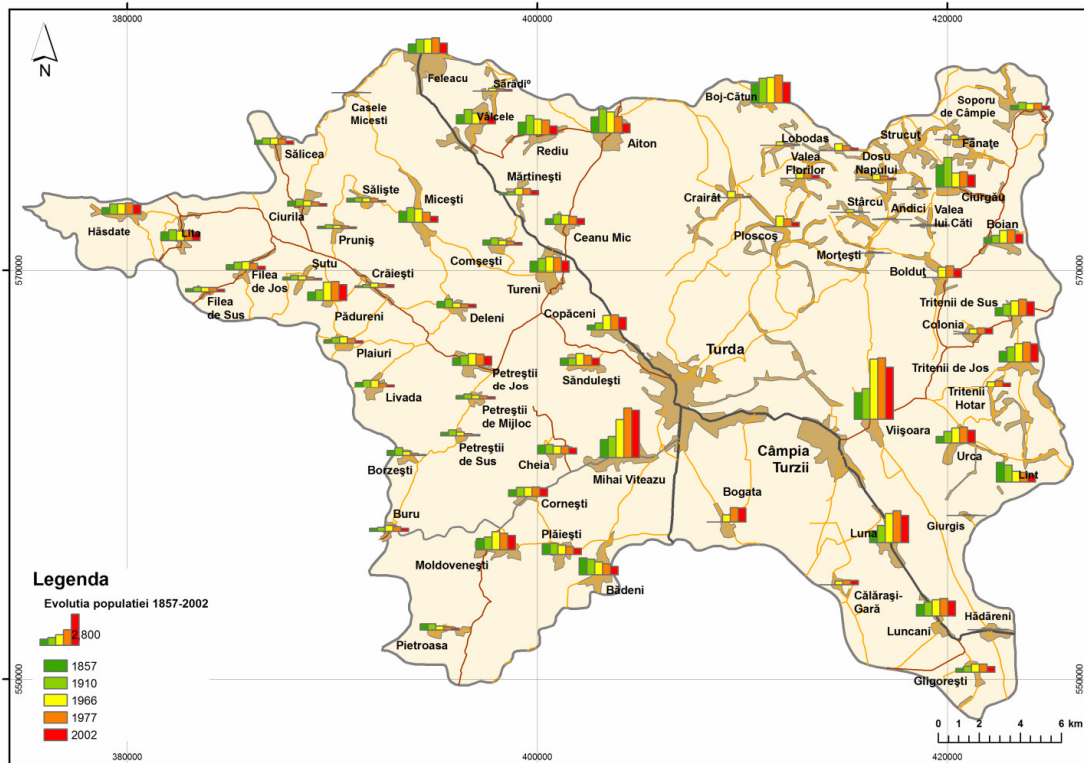 380000
400000
420000
N
Feleacu
Sărădiº
Casele
Micesti
Vâlcele
Rediu
Aiton
Boj-Cătun
Soporu
de Câmpie
Lobodaş
Strucuţ
Fânaţe
Valea
Florilor
Dosu
Napului
Sălicea
Mărtineşti
Sălişte
Miceşti
Crairât
Stârcu
Andici
Valea
lui Căti
Ciurgău
Ciurila
Hăsdate
Lita
Pruniş
Ceanu Mic
Ploscoş
Boian
Comşeşti
Morţeşti
570000
570000
Şutu
Filea
de Jos
Crăieşti
Tureni
Bolduţ
Filea
de Sus
Pădureni
Deleni
Copăceni
Tritenii de Sus
Colonia
Plaiuri
Turda
Petreştii
de Jos
Săndulești
Tritenii de Jos
Livada
Tritenii
Hotar
Petreştii
de Mijloc
Viişoara
Petreştii
de Sus
Câmpia
Turzii
Urca
Borzeşti
Cheia
Mihai Viteazu
Lint
Bogata
Corneşti
Buru
Giurgis
Plăieşti
Luna
Moldoveneşti
Bădeni
Călăraşi-
Gară
Hădăreni
Luncani
Pietroasa
Gligoreşti
Legenda
Evolutia populatiei 1857-2002
2.800
1857
1910
1966
1977
2002
550000
550000
0 1 2 4 6 km
380000
400000
420000